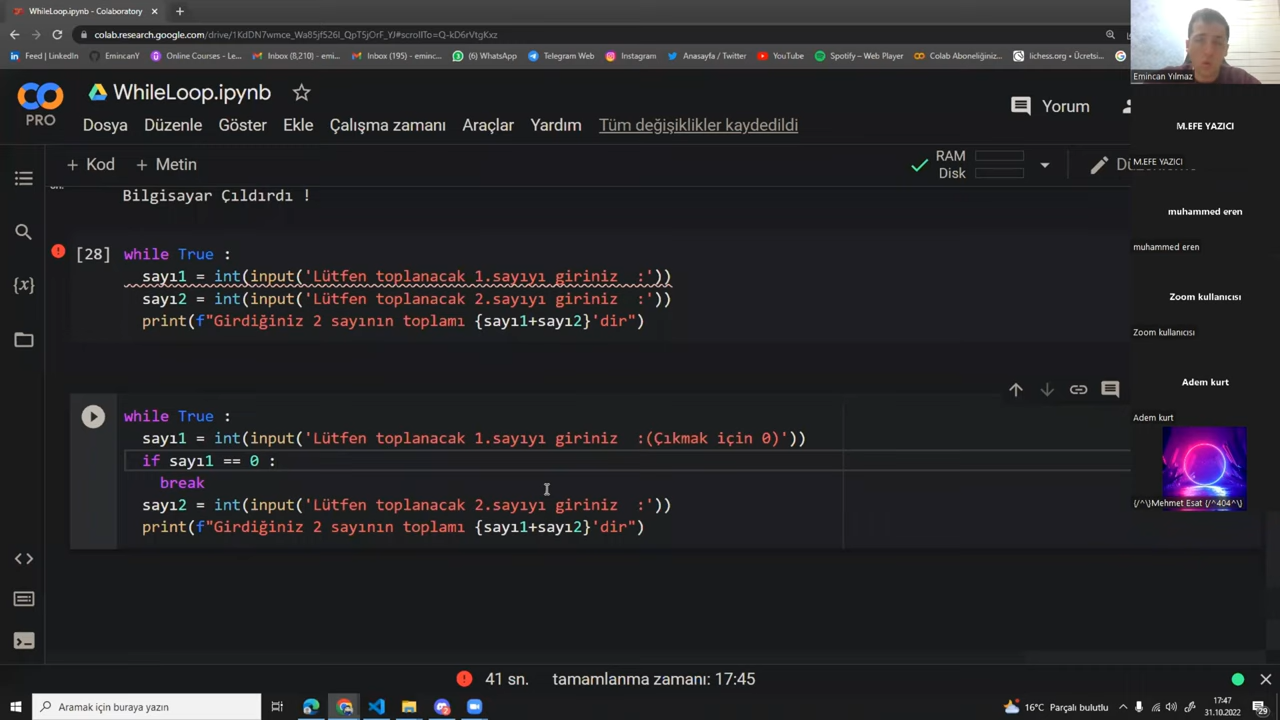 WhileLoop.ipynb - Colaboratory
colab.research.google.com/drive/1KdDN7wmce_Wa85jf526I_QpT5jOrF_YJ#scrollTo=Q-kD6rVtgKxz
Feed | LinkedIn EmincanY Online Courses - Le... Inbox (8,210) - emi... Inbox (195) - eminc... (6) WhatsApp Telegram Web Instagram Anasayfa / Twitter YouTube Spotify – Web Player Colab Aboneliğiniz... lichess.org • Ücretsi...
Emincan Yılmaz
WhileLoop.ipynb
PRO
Yorum
Dosya Düzenle Göster Ekle Çalışma zamanı Araçlar Yardım Tüm değişiklikler kaydedildi
M.EFE YAZICI
M.EFE YAZICI
+ Kod + Metin
RAM
Disk
sn.
Bilgisayar Çıldırdı !
muhammed eren
muhammed eren
[28] while True :
sayı1 = int(input('Lütfen toplanacak 1.sayıyı giriniz  :'))
sayı2 = int(input('Lütfen toplanacak 2.sayıyı giriniz  :'))
print(f"Girdiğiniz 2 sayının toplamı {sayı1+sayı2}'dir")
Zoom kullanıcısı
Zoom kullanıcısı
Adem kurt
Adem kurt
while True :
sayı1 = int(input('Lütfen toplanacak 1.sayıyı giriniz  :(Çıkmak için 0)'))
if sayı1 == 0 :
break
sayı2 = int(input('Lütfen toplanacak 2.sayıyı giriniz  :'))
print(f"Girdiğiniz 2 sayının toplamı {sayı1+sayı2}'dir")
{/^\}Mehmet Esat {/^404^\}
41 sn. tamamlanma zamanı: 17:45
Aramak için buraya yazın
16°C Parçalı bulutlu
17:47
31.10.2022
29